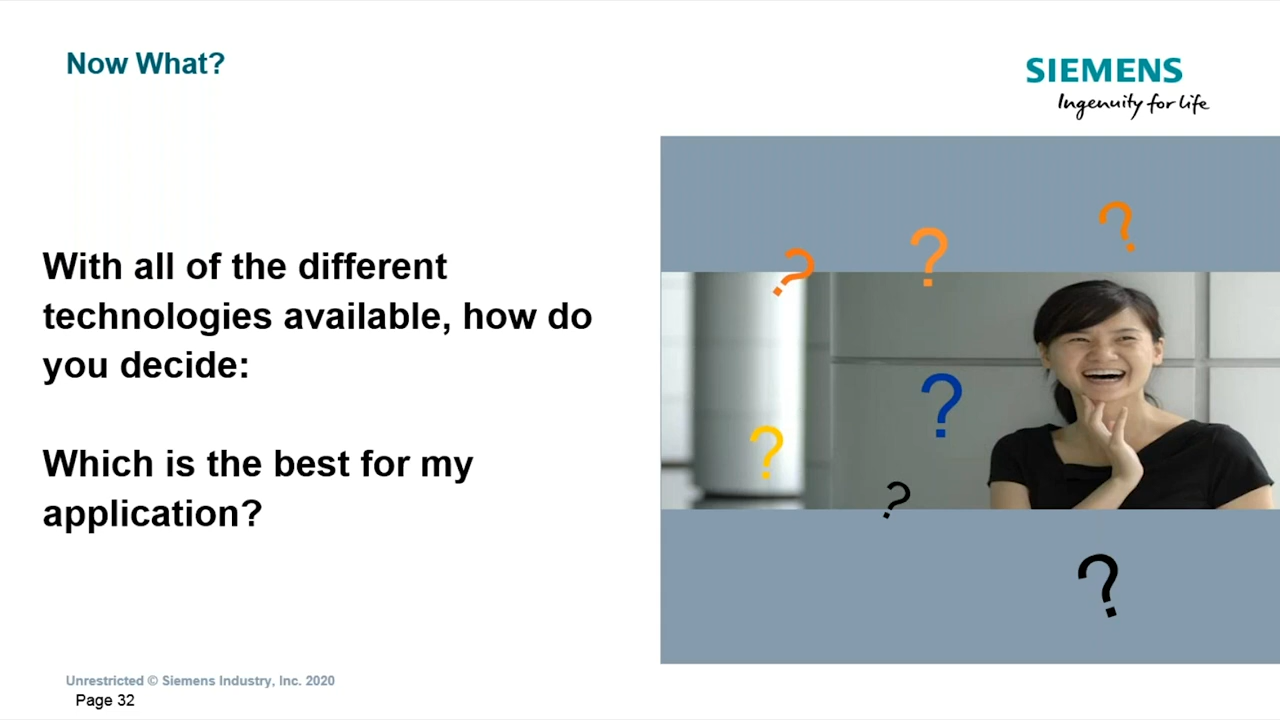 Now What?
SIEMENS
Ingenuity for life
With all of the different
technologies available, how do
you decide:
Which is the best for my
application?
?
?
?
?
?
?
?
Unrestricted © Siemens Industry, Inc. 2020
Page 32